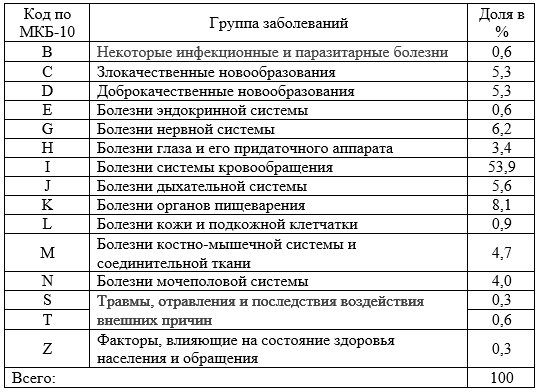 Код по МКБ-10 Группа заболеваний Доля в %
B Некоторые инфекционные и паразитарные болезни 0,6
C Злокачественные новообразования 5,3
D Доброкачественные новообразования 5,3
E Болезни эндокринной системы 0,6
G Болезни нервной системы 6,2
H Болезни глаза и его придаточного аппарата 3,4
I Болезни системы кровообращения 53,9
J Болезни дыхательной системы 5,6
K Болезни органов пищеварения 8,1
L Болезни кожи и подкожной клетчатки 0,9
M Болезни костно-мышечной системы и
соединительной ткани 4,7
N Болезни мочеполовой системы 4,0
S Травмы, отравления и последствия воздействия 0,3
T внешних причин 0,6
Z Факторы, влияющие на состояние здоровья
населения и обращения 0,3
Всего: 100